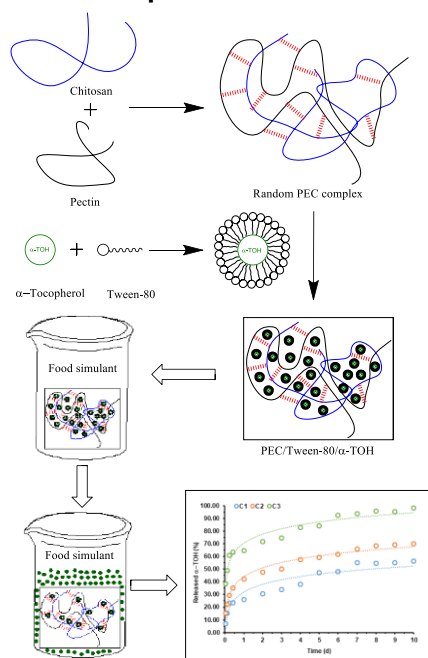 Chitosan
+
Pectin
Random PEC complex
α-TOH
+
α-TOH
α–Tocopherol
Tween-80
Food simulant
PEC/Tween-80/α-TOH
Food simulant
C1 C2 C3
Released α-TOH (%)
100.00
90.00
80.00
70.00
60.00
50.00
40.00
30.00
20.00
10.00
0.00
0 1 2 3 4 5 6 7 8 9 10
Time (d)